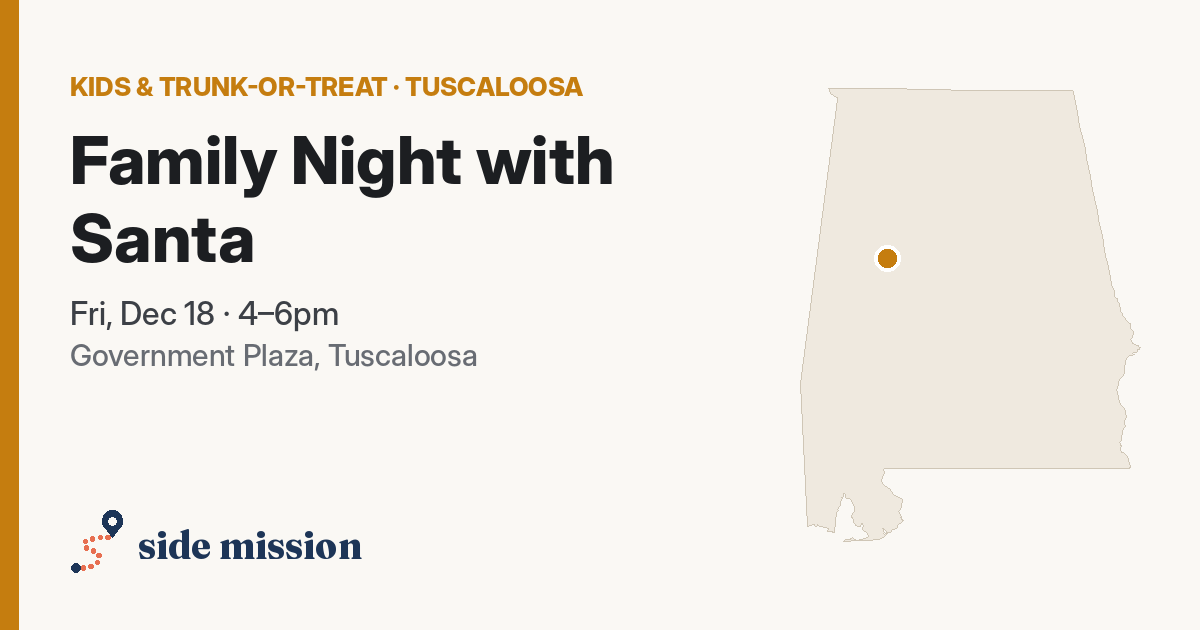 KIDS & TRUNK-OR-TREAT · TUSCALOOSA
Family Night with
Santa
Fri, Dec 18 · 4–6pm
Government Plaza, Tuscaloosa
side mission